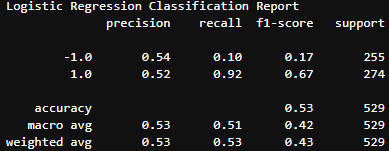 Logistic Regression Classification Report
precision recall f1-score support
-1.0 0.54 0.10 0.17 255
1.0 0.52 0.92 0.67 274
accuracy 0.53 529
macro avg 0.53 0.51 0.42 529
weighted avg 0.53 0.53 0.43 529